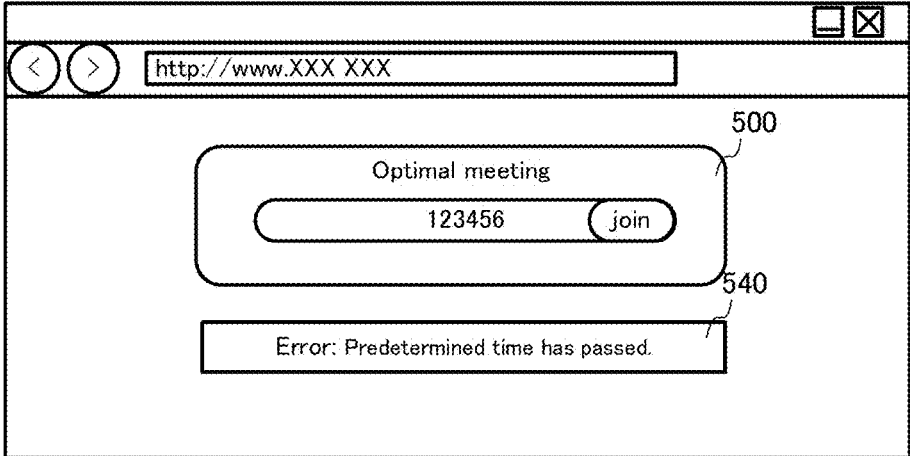 < >
http://www.XXX XXX
500
Optimal meeting
123456 join
540
Error: Predetermined time has passed.